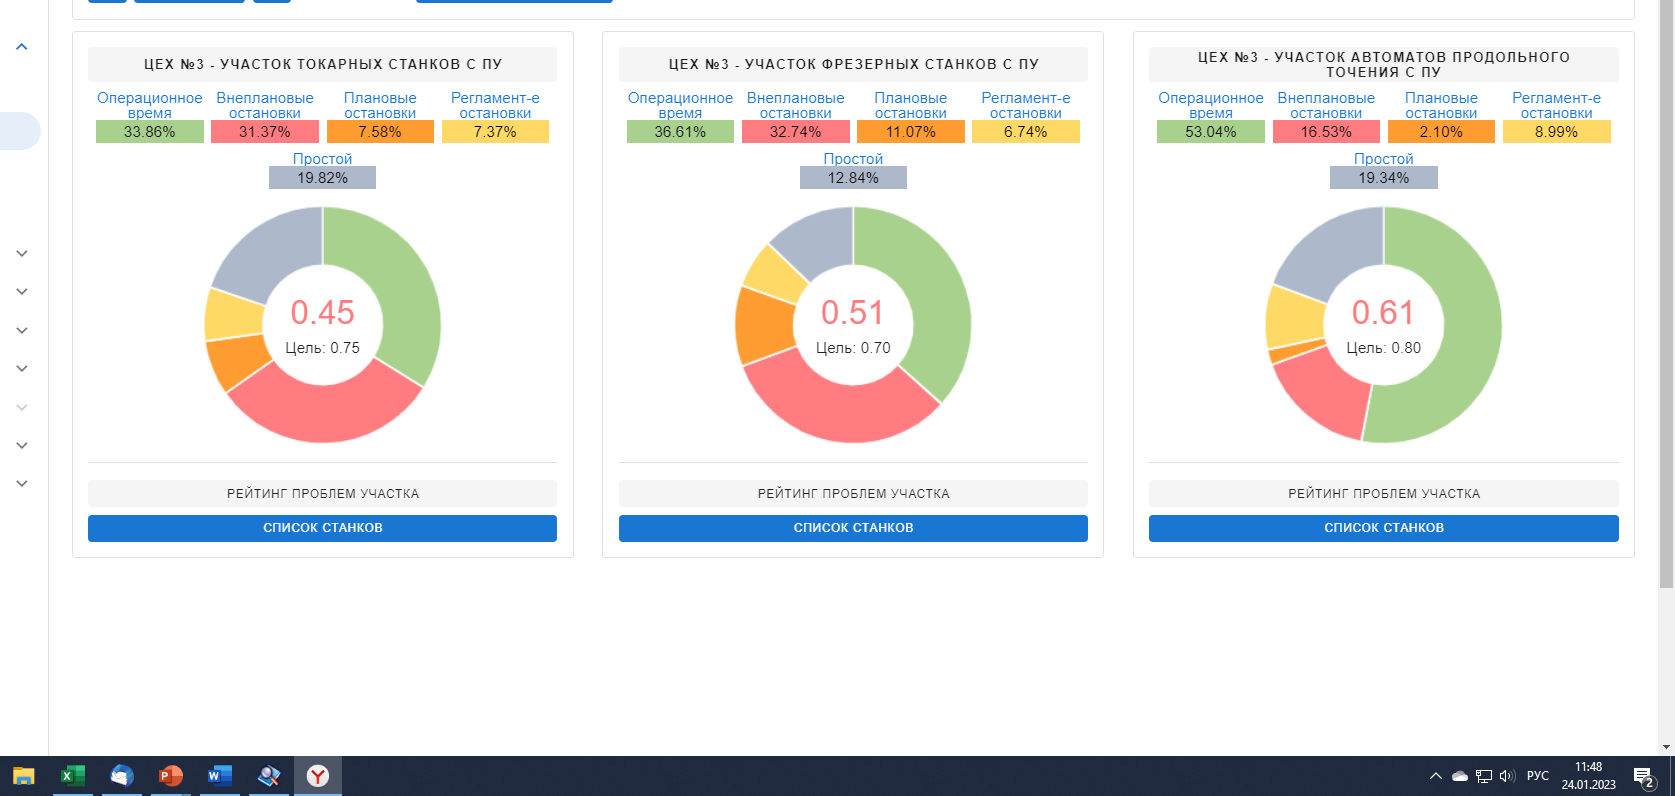 ЦЕХ №3 - УЧАСТОК ТОКАРНЫХ СТАНКОВ С ПУ
Операционное время
Внеплановые остановки
Плановые остановки
Регламент-е остановки
33.86%
31.37%
7.58%
7.37%
Простой
19.82%
0.45
Цель: 0.75
РЕЙТИНГ ПРОБЛЕМ УЧАСТКА
СПИСОК СТАНКОВ
ЦЕХ №3 - УЧАСТОК ФРЕЗЕРНЫХ СТАНКОВ С ПУ
Операционное время
Внеплановые остановки
Плановые остановки
Регламент-е остановки
36.61%
32.74%
11.07%
6.74%
Простой
12.84%
0.51
Цель: 0.70
РЕЙТИНГ ПРОБЛЕМ УЧАСТКА
СПИСОК СТАНКОВ
ЦЕХ №3 - УЧАСТОК АВТОМАТОВ ПРОДОЛЬНОГО
ТОЧЕНИЯ С ПУ
Операционное время
Внеплановые остановки
Плановые остановки
Регламент-е остановки
53.04%
16.53%
2.10%
8.99%
Простой
19.34%
0.61
Цель: 0.80
РЕЙТИНГ ПРОБЛЕМ УЧАСТКА
СПИСОК СТАНКОВ
РУС
11:48
24.01.2023
2